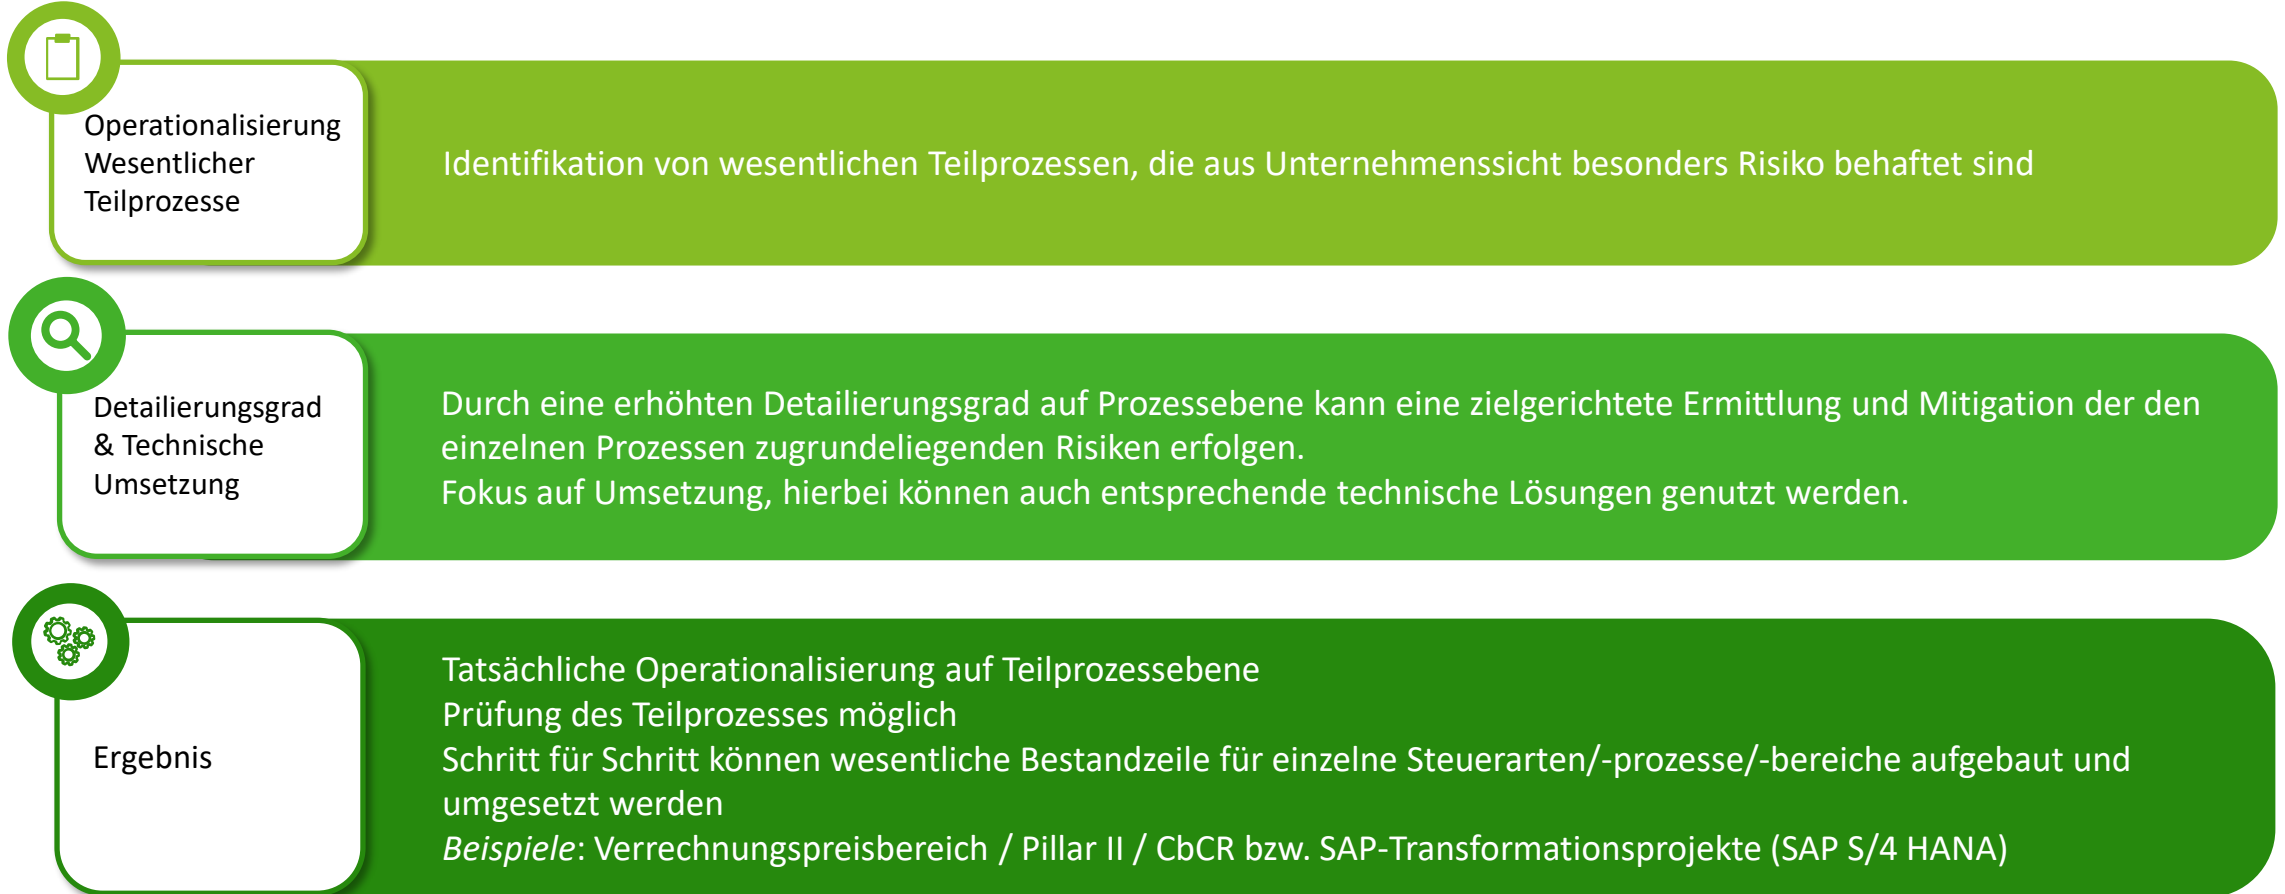 Operationalisierung
Wesentlicher
Teilprozesse
Identifikation von wesentlichen Teilprozessen, die aus Unternehmenssicht besonders Risiko behaftet sind
Detailierungsgrad
& Technische
Umsetzung
Durch eine erhöhten Detailierungsgrad auf Prozessebene kann eine zielgerichtete Ermittlung und Mitigation der den
einzelnen Prozessen zugrundeliegenden Risiken erfolgen.
Fokus auf Umsetzung, hierbei können auch entsprechende technische Lösungen genutzt werden.
Ergebnis
Tatsächliche Operationalisierung auf Teilprozessebene
Prüfung des Teilprozesses möglich
Schritt für Schritt können wesentliche Bestandzeile für einzelne Steuerarten/-prozesse/-bereiche aufgebaut und
umgesetzt werden
Beispiele: Verrechnungspreisbereich / Pillar II / CbCR bzw. SAP-Transformationsprojekte (SAP S/4 HANA)